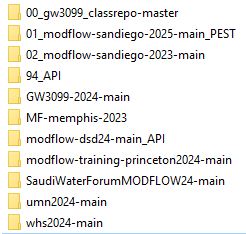 00_gw3099_classrepo-master
01_modflow-sandiego-2025-main_PEST
02_modflow-sandiego-2023-main
94_API
GW3099-2024-main
MF-memphis-2023
modflow-dsd24-main_API
modflow-training-princeton2024-main
SaudiWaterForumMODFLOW24-main
umn2024-main
whs2024-main